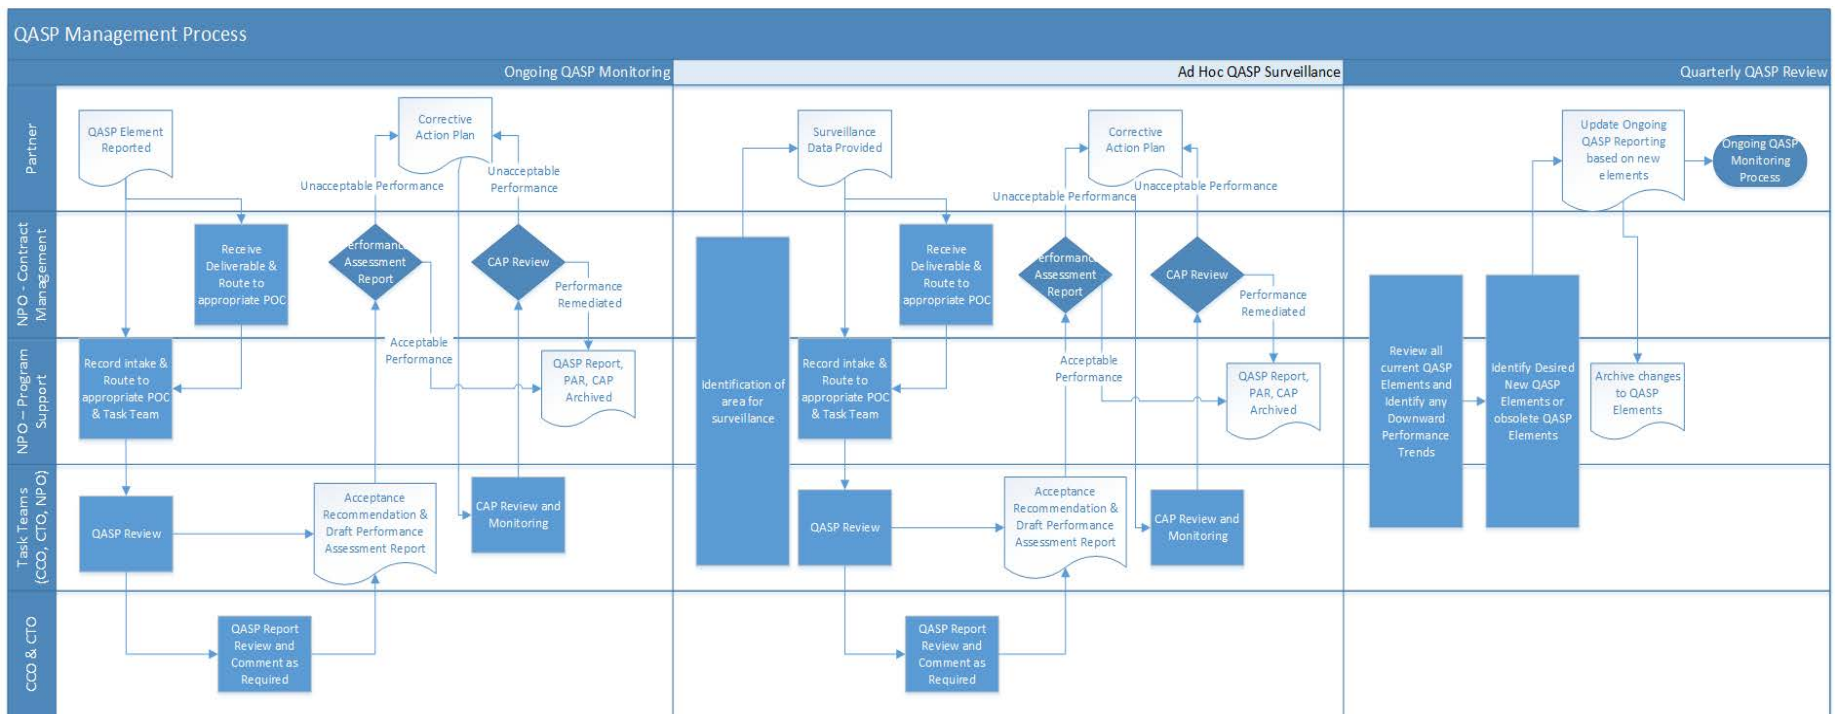 QASP Management Process
Ongoing QASP Monitoring
Ad Hoc QASP Surveillance
Quarterly QASP Review
Partner
NPO - Contract
Management
NPO – Program
Support
Task Teams
(CCO, CTO, NPO)
CCO & CTO
QASP Element
Reported
Corrective
Action Plan
Unacceptable Performance
Unacceptable
Performance
Receive
Deliverable &
Route to
appropriate POC
erformanc
Assessment
Report
CAP Review
Performance
Remediated
Acceptable
Performance
Record intake &
Route to
appropriate POC
& Task Team
QASP Report,
PAR, CAP
Archived
QASP Review
Acceptance
Recommendation &
Draft Performance
Assessment Report
CAP Review and
Monitoring
QASP Report
Review and
Comment as
Required
Surveillance
Data Provided
Corrective
Action Plan
Unacceptable Performance
Unacceptable Performance
Identification of
area for
surveillance
Receive
Deliverable &
Route to
appropriate POC
erformanc
Assessment
Report
CAP Review
Performance
Remediated
Acceptable
Performance
Record intake &
Route to
appropriate POC
& Task Team
QASP Report,
PAR, CAP
Archived
QASP Review
Acceptance
Recommendation &
Draft Performance
Assessment Report
CAP Review and
Monitoring
QASP Report
Review and
Comment as
Required
Update Ongoing
QASP Reporting
based on new
elements
Ongoing QASP
Monitoring
Process
Review all
current QASP
Elements and
Identify any
Downward
Performance
Trends
Identify Desired
New QASP
Elements or
obsolete QASP
Elements
Archive changes
to QASP
Elements